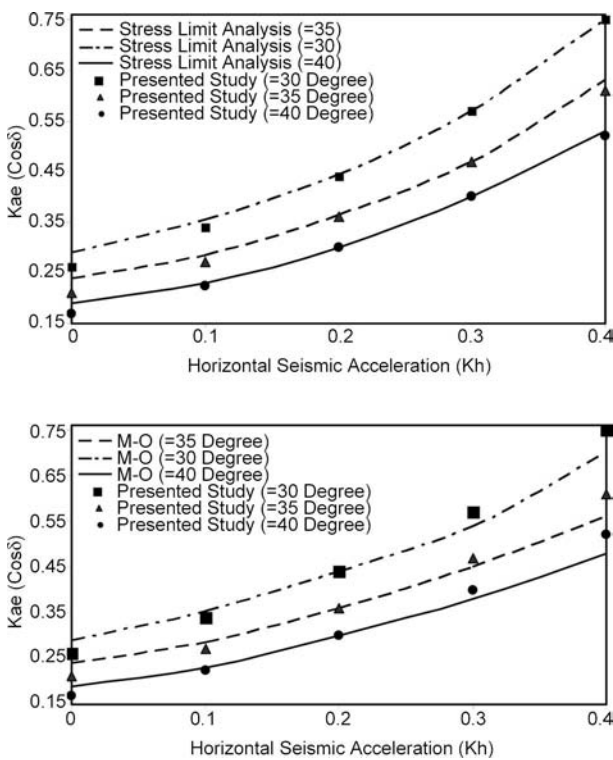 0.75
0.65
0.55
0.45
0.35
0.25
0.15
Kae (Cosδ)
Stress Limit Analysis (=35)
Stress Limit Analysis (=30)
Stress Limit Analysis (=40)
Presented Study (=30 Degree)
Presented Study (=35 Degree)
Presented Study (=40 Degree)
0 0.1 0.2 0.3 0.4
Horizontal Seismic Acceleration (Kh)
0.75
0.65
0.55
0.45
0.35
0.25
0.15
Kae (Cosδ)
M-O (=35 Degree)
M-O (=30 Degree)
M-O (=40 Degree)
Presented Study (=30 Degree)
Presented Study (=35 Degree)
Presented Study (=40 Degree)
0 0.1 0.2 0.3 0.4
Horizontal Seismic Acceleration (Kh)